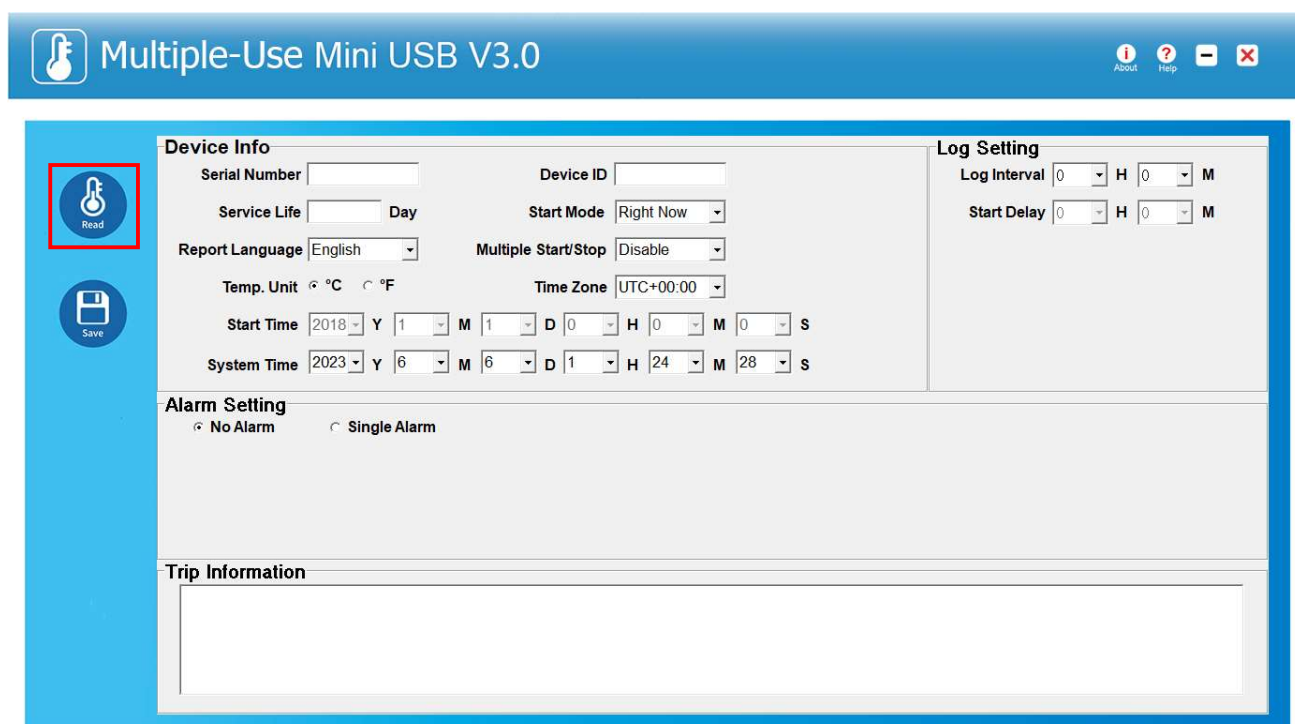 Multiple-Use Mini USB V3.0
About Help
Read
Save
Device Info
Serial Number Device ID
Service Life Day Start Mode Right Now
Report Language English Multiple Start/Stop Disable
Temp. Unit °C °F Time Zone UTC+00:00
Start Time 2018 Y 1 M 1 D 0 H 0 M 0 S
System Time 2023 Y 6 M 6 D 1 H 24 M 28 S
Log Setting
Log Interval 0 H 0 M
Start Delay 0 H 0 M
Alarm Setting
No Alarm Single Alarm
Trip Information